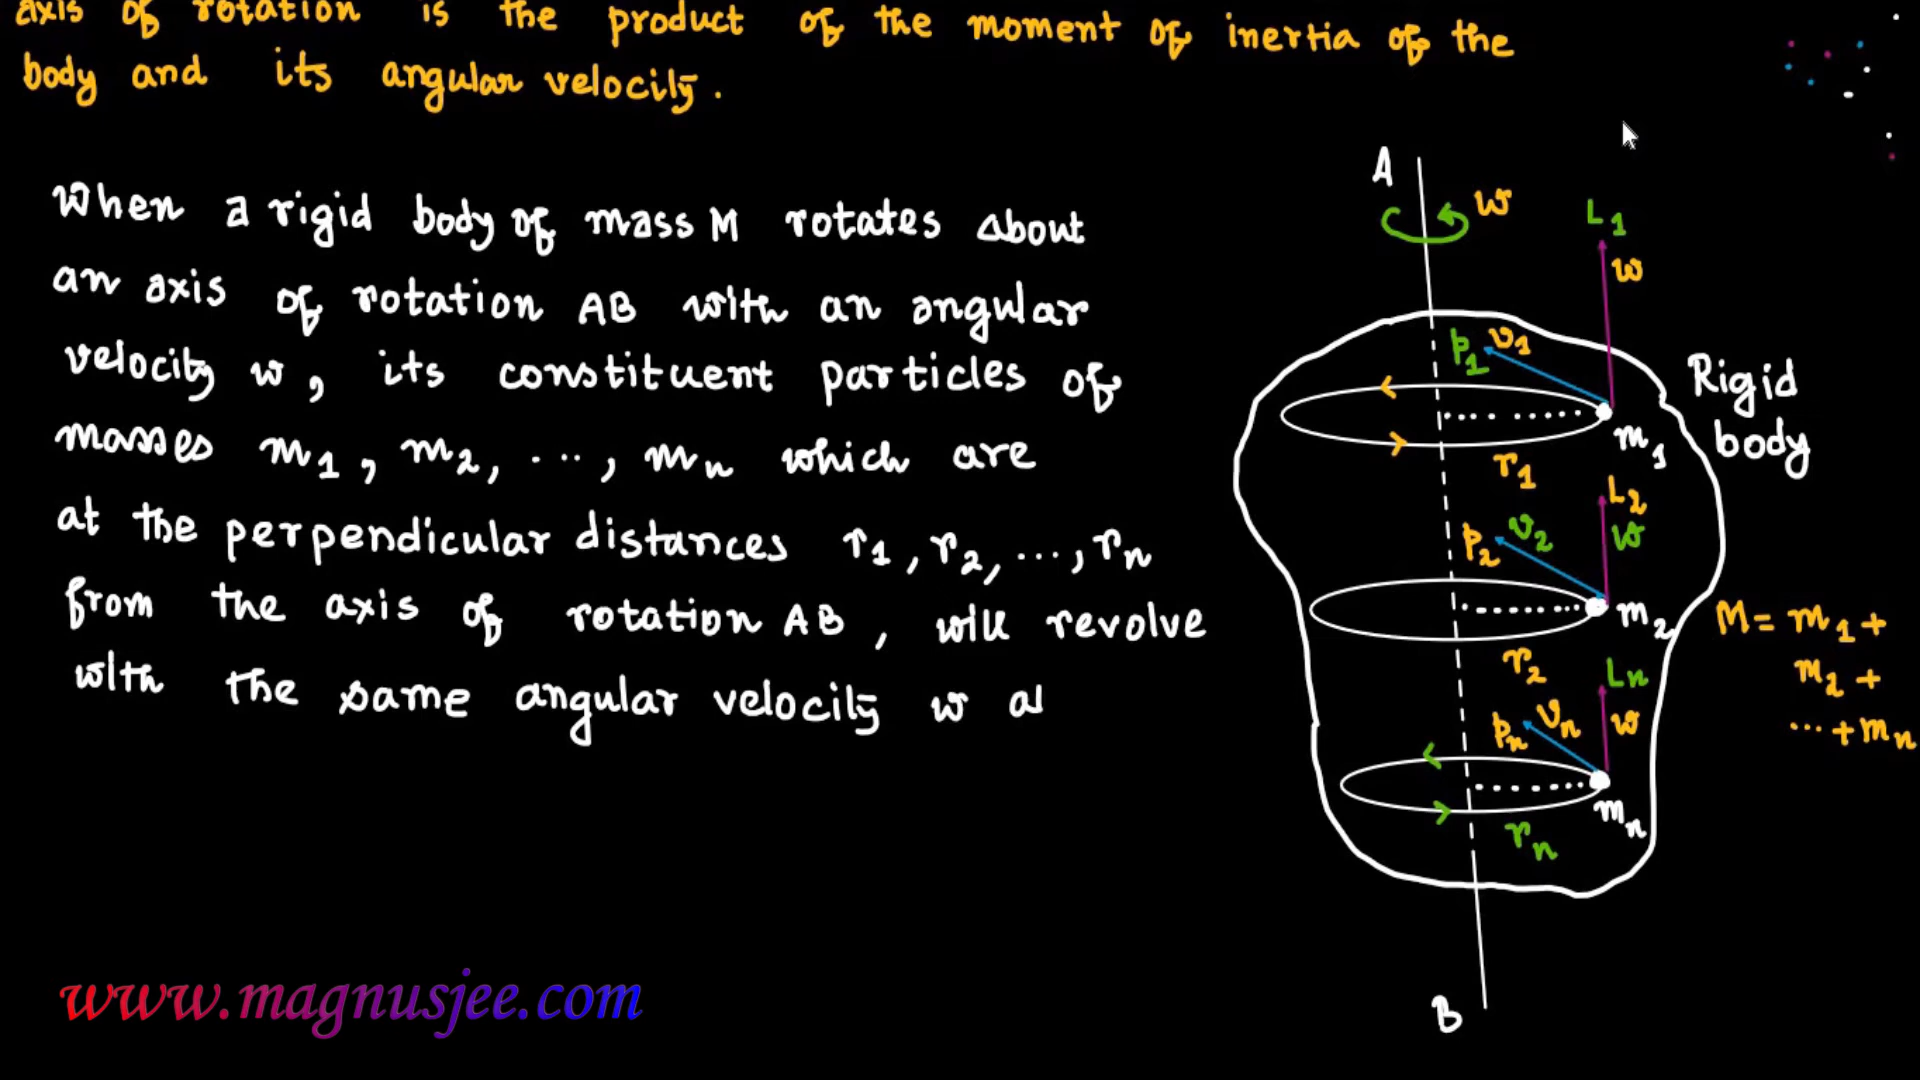 axis of rotation is the product of the moment of inertia of the
body and its angular velocity.
When a rigid body of mass M rotates about
an axis of rotation AB with an angular
velocity w, its constituent particles of
masses m1, m2, ..., mn which are
at the perpendicular distances r1, r2, ..., rn
from the axis of rotation AB, will revolve
with the same angular velocity w a
A
w
L1
w
p1 v1
Rigid
body
m1
r1
L2
p2 v2 w
m2
M = m1 +
m2 +
... + mn
r2
Ln
pn vn w
mn
rn
B
www.magnusjee.com